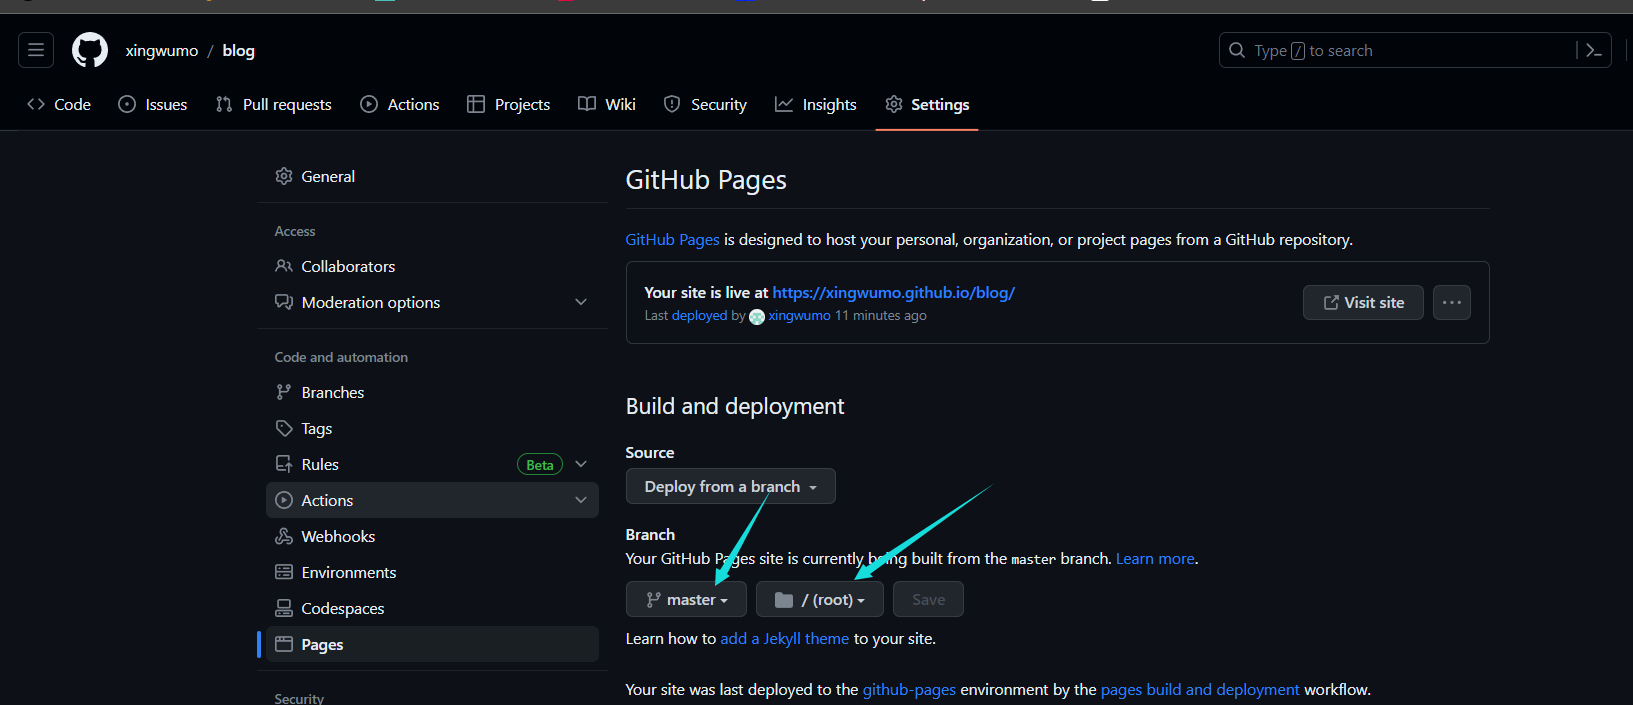 xingwumo / blog
Type / to search
Code Issues Pull requests Actions Projects Wiki Security Insights Settings
General
Access
Collaborators
Moderation options
Code and automation
Branches
Tags
Rules Beta
Actions
Webhooks
Environments
Codespaces
Pages
Security
GitHub Pages
GitHub Pages is designed to host your personal, organization, or project pages from a GitHub repository.
Your site is live at https://xingwumo.github.io/blog/
Last deployed by xingwumo 11 minutes ago
Visit site
Build and deployment
Source
Deploy from a branch
Branch
Your GitHub Pages site is currently being built from the master branch. Learn more.
master / (root) Save
Learn how to add a Jekyll theme to your site.
Your site was last deployed to the github-pages environment by the pages build and deployment workflow.